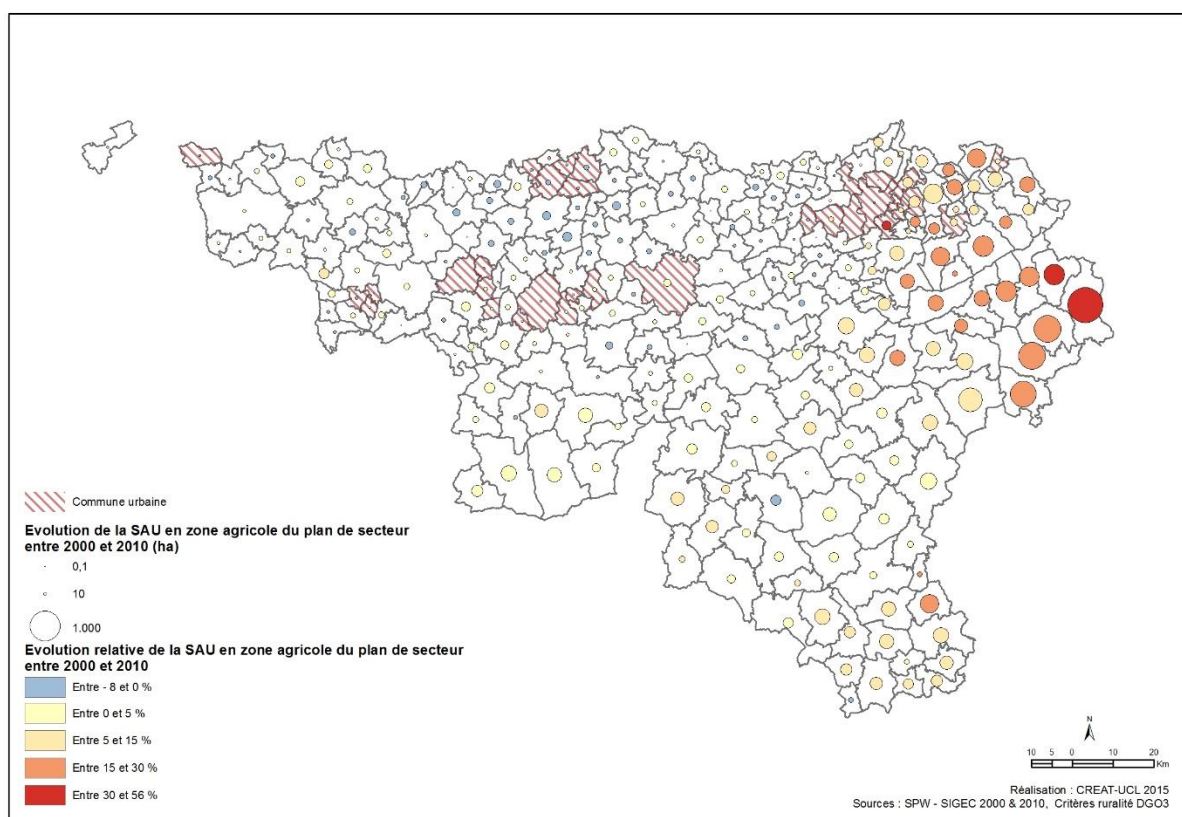 Commune urbaine
Evolution de la SAU en zone agricole du plan de secteur
entre 2000 et 2010 (ha)
0,1
10
1.000
Evolution relative de la SAU en zone agricole du plan de secteur
entre 2000 et 2010
Entre - 8 et 0 %
Entre 0 et 5 %
Entre 5 et 15 %
Entre 15 et 30 %
Entre 30 et 56 %
N
10 5 0 10 20
Km
Réalisation : CREAT-UCL 2015
Sources : SPW - SIGEC 2000 & 2010, Critères ruralité DGO3